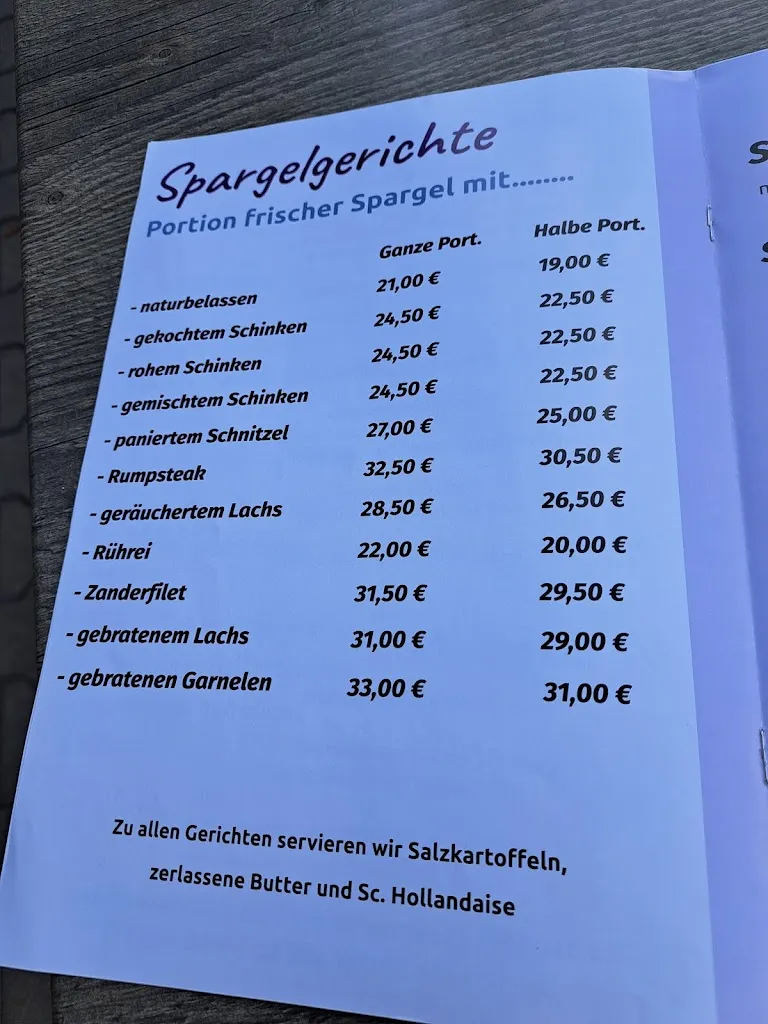 Spargelgerichte
Portion frischer Spargel mit........
Ganze Port. Halbe Port.
- naturbelassen 21,00 € 19,00 €
- gekochtem Schinken 24,50 € 22,50 €
- rohem Schinken 24,50 € 22,50 €
- gemischtem Schinken 24,50 € 22,50 €
- paniertem Schnitzel 27,00 € 25,00 €
- Rumpsteak 32,50 € 30,50 €
- geräuchertem Lachs 28,50 € 26,50 €
- Rührei 22,00 € 20,00 €
- Zanderfilet 31,50 € 29,50 €
- gebratenem Lachs 31,00 € 29,00 €
- gebratenen Garnelen 33,00 € 31,00 €
Zu allen Gerichten servieren wir Salzkartoffeln,
zerlassene Butter und Sc. Hollandaise